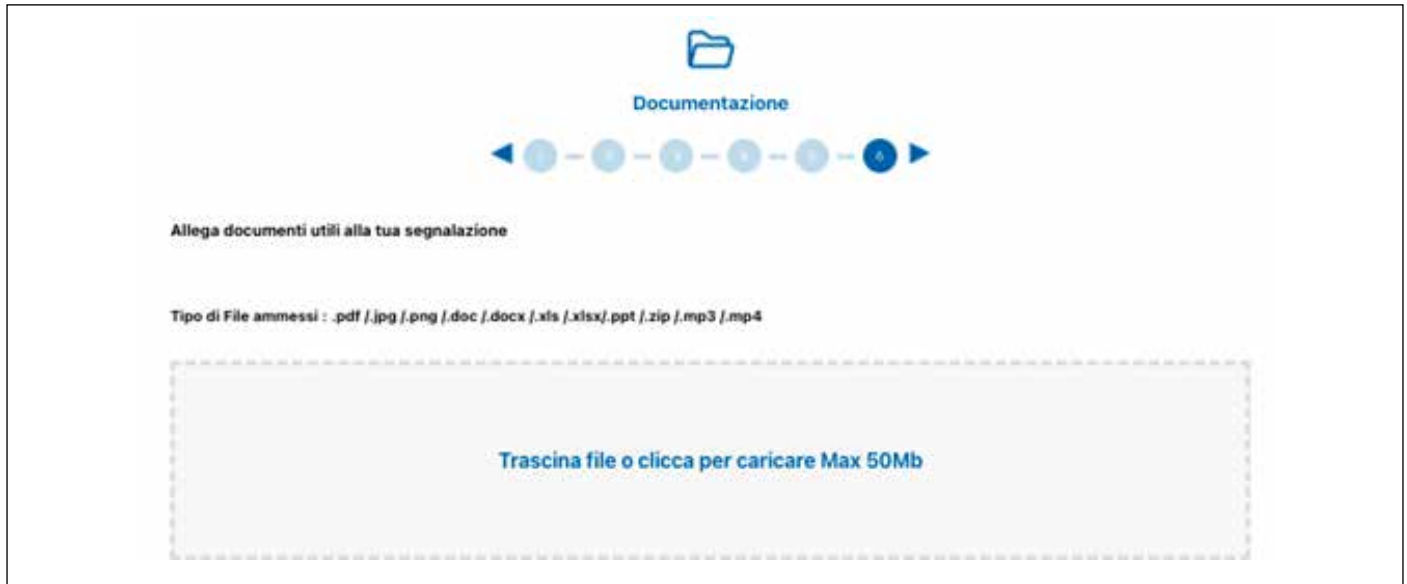 Documentazione
6
Allega documenti utili alla tua segnalazione
Tipo di File ammessi : .pdf /.jpg /.png /.doc /.docx /.xls /.xlsx/.ppt /.zip /.mp3 /.mp4
Trascina file o clicca per caricare Max 50Mb